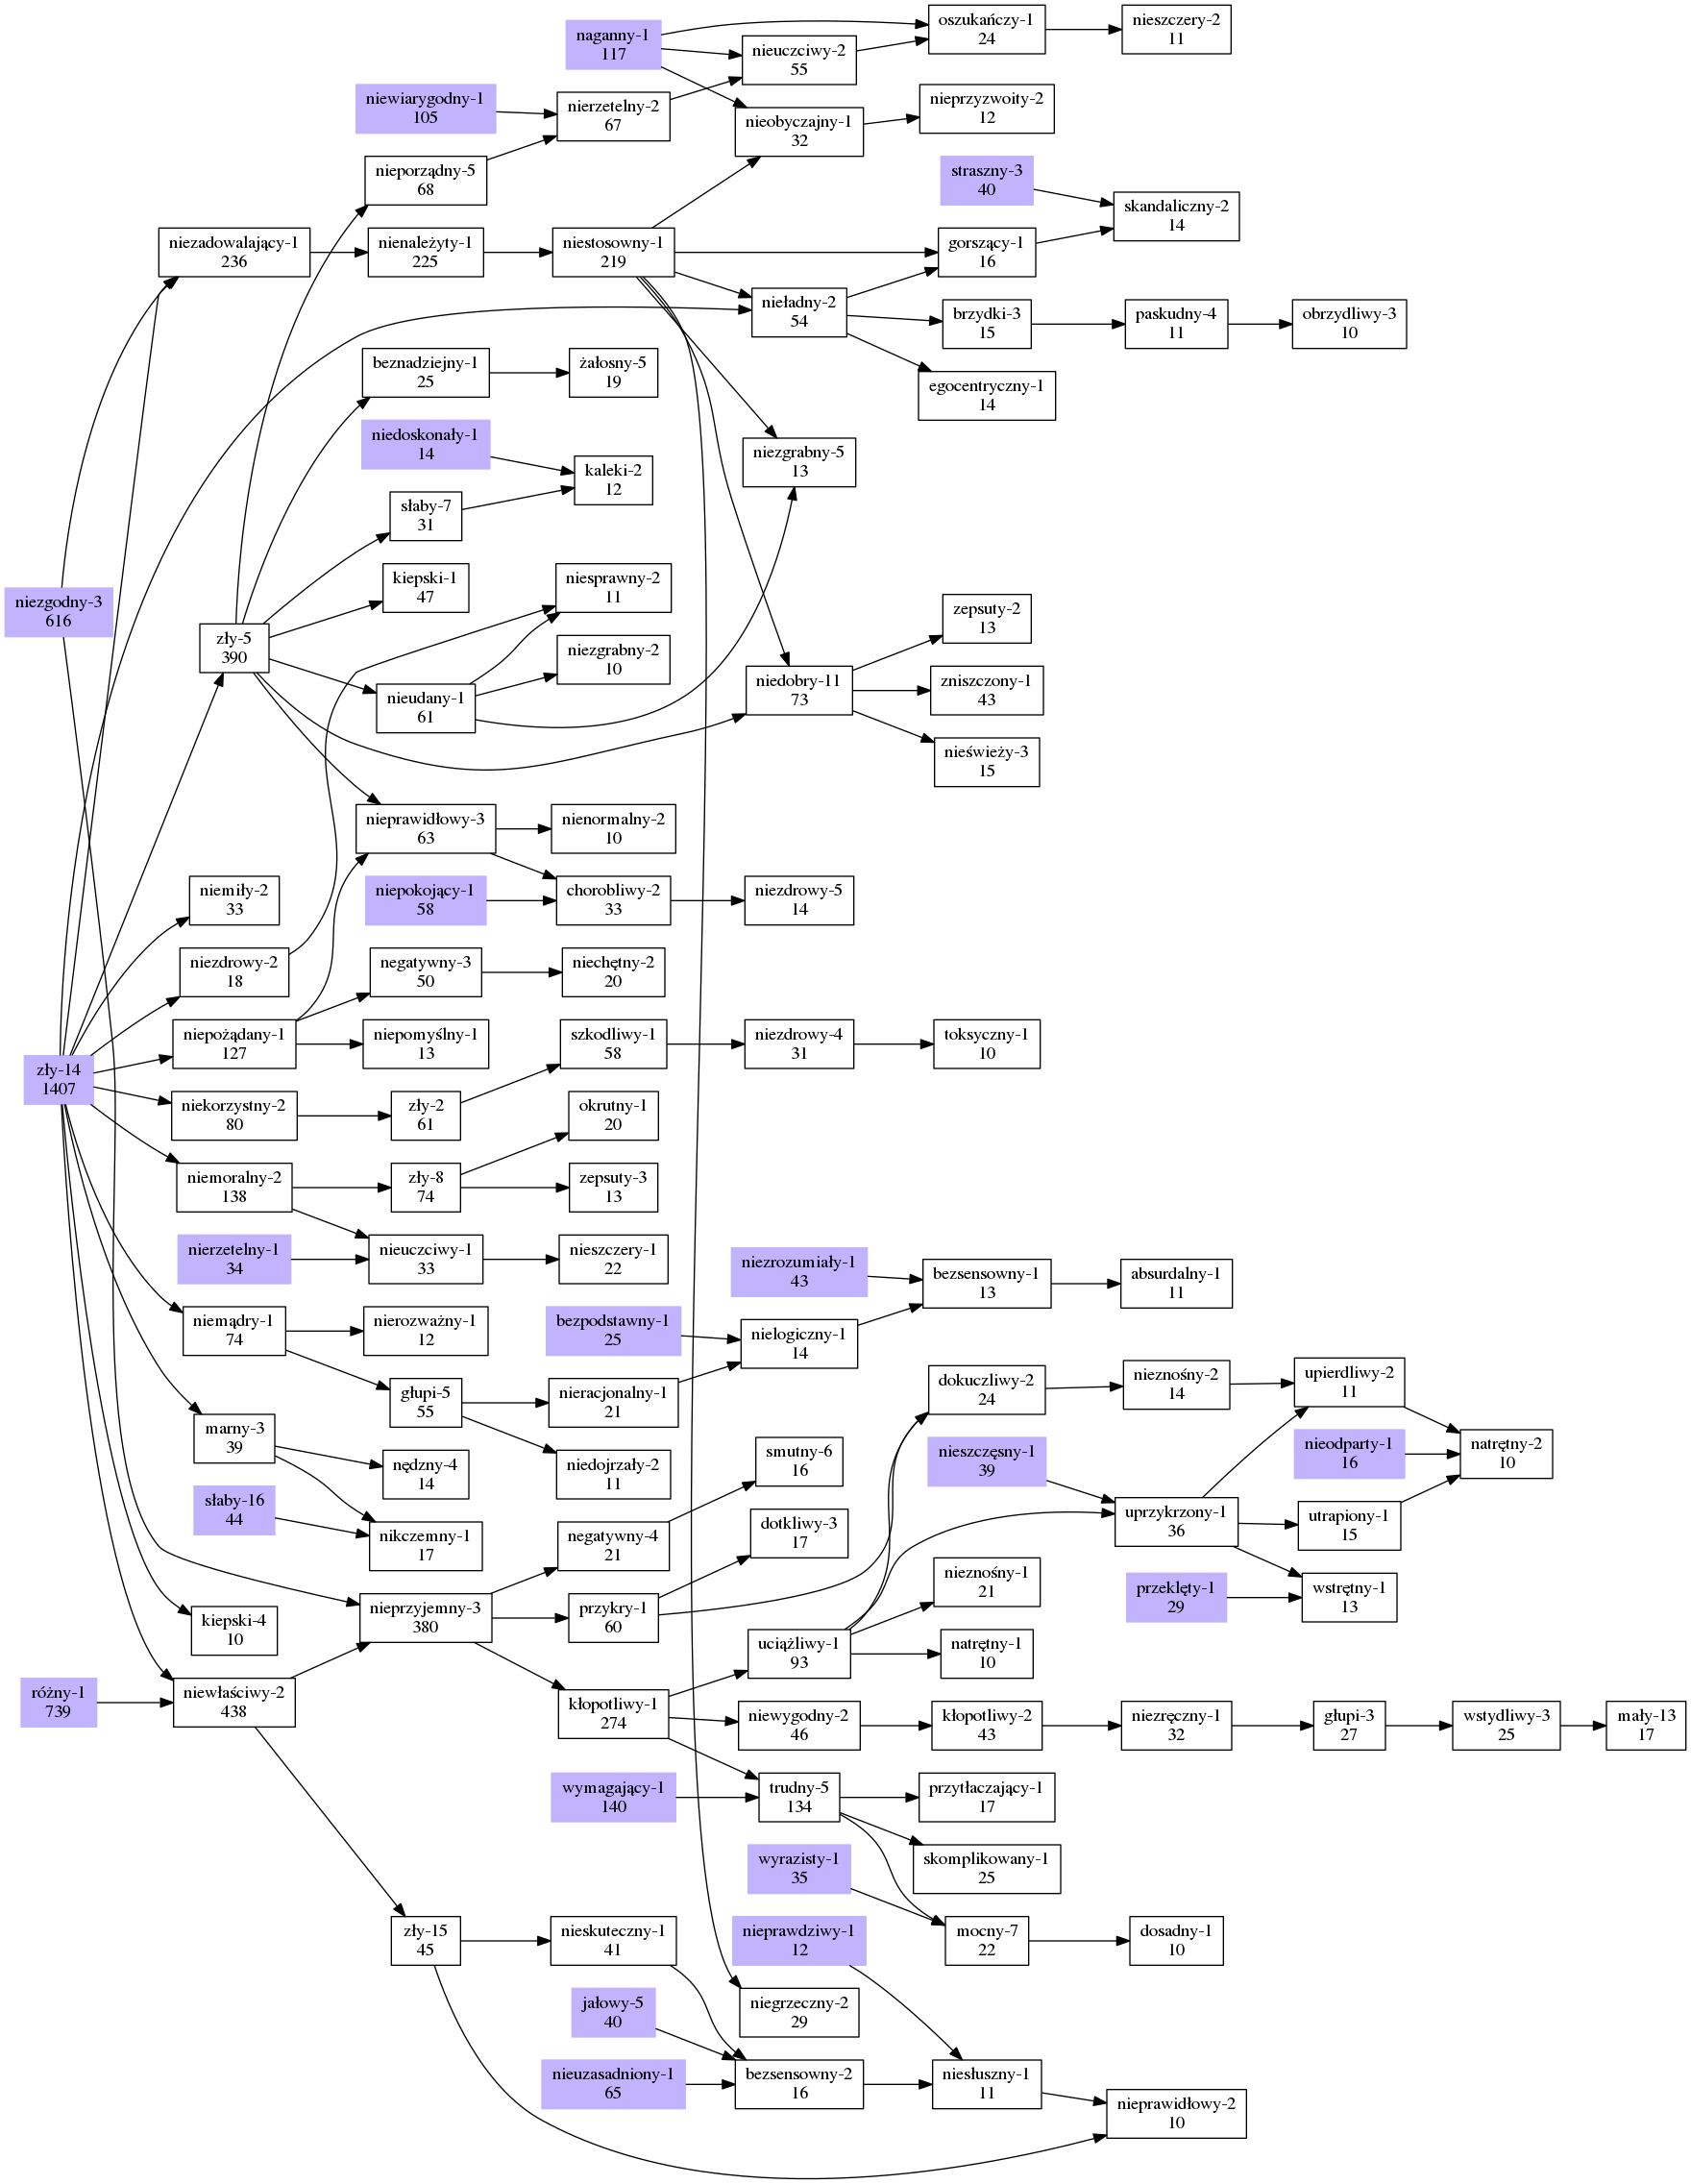 naganny-1
117
oszukańczy-1
24
nieszczery-2
11
nieuczciwy-2
55
niewiarygodny-1
105
nierzetelny-2
67
nieobyczajny-1
32
nieprzyzwoity-2
12
nieporządny-5
68
straszny-3
40
skandaliczny-2
14
niezadowalający-1
236
nienależyty-1
225
niestosowny-1
219
gorszący-1
16
nieładny-2
54
brzydki-3
15
paskudny-4
11
obrzydliwy-3
10
beznadziejny-1
25
żałosny-5
19
egocentryczny-1
14
niedoskonały-1
14
kaleki-2
12
niezgrabny-5
13
słaby-7
31
niezgodny-3
616
kiepski-1
47
niesprawny-2
11
zepsuty-2
13
zły-5
390
niezgrabny-2
10
nieudany-1
61
niedobry-11
73
zniszczony-1
43
nieświeży-3
15
nieprawidłowy-3
63
nienormalny-2
10
niemiły-2
33
niepokojący-1
58
chorobliwy-2
33
niezdrowy-5
14
niezdrowy-2
18
negatywny-3
50
niechętny-2
20
niepożądany-1
127
niepomyślny-1
13
szkodliwy-1
58
niezdrowy-4
31
toksyczny-1
10
zły-14
1407
niekorzystny-2
80
zły-2
61
okrutny-1
20
niemoralny-2
138
zły-8
74
zepsuty-3
13
nierzetelny-1
34
nieuczciwy-1
33
nieszczery-1
22
niezrozumiały-1
43
bezsensowny-1
13
absurdalny-1
11
niemądry-1
74
nierozważny-1
12
bezpodstawny-1
25
nielogiczny-1
14
głupi-5
55
nieracjonalny-1
21
dokuczliwy-2
24
nieznośny-2
14
upierdliwy-2
11
marny-3
39
nędzny-4
14
niedojrzały-2
11
smutny-6
16
nieszczęsny-1
39
nieodparty-1
16
natrętny-2
10
słaby-16
44
nikczemny-1
17
negatywny-4
21
dotkliwy-3
17
uprzykrzony-1
36
utrapiony-1
15
nieznośny-1
21
przeklęty-1
29
wstrętny-1
13
kiepski-4
10
nieprzyjemny-3
380
przykry-1
60
uciążliwy-1
93
natrętny-1
10
różny-1
739
niewłaściwy-2
438
kłopotliwy-1
274
niewygodny-2
46
kłopotliwy-2
43
niezręczny-1
32
głupi-3
27
wstydliwy-3
25
mały-13
17
wymagający-1
140
trudny-5
134
przytłaczający-1
17
wyrazisty-1
35
skomplikowany-1
25
zły-15
45
nieskuteczny-1
41
nieprawdziwy-1
12
mocny-7
22
dosadny-1
10
jałowy-5
40
niegrzeczny-2
29
nieuzasadniony-1
65
bezsensowny-2
16
niesłuszny-1
11
nieprawidłowy-2
10